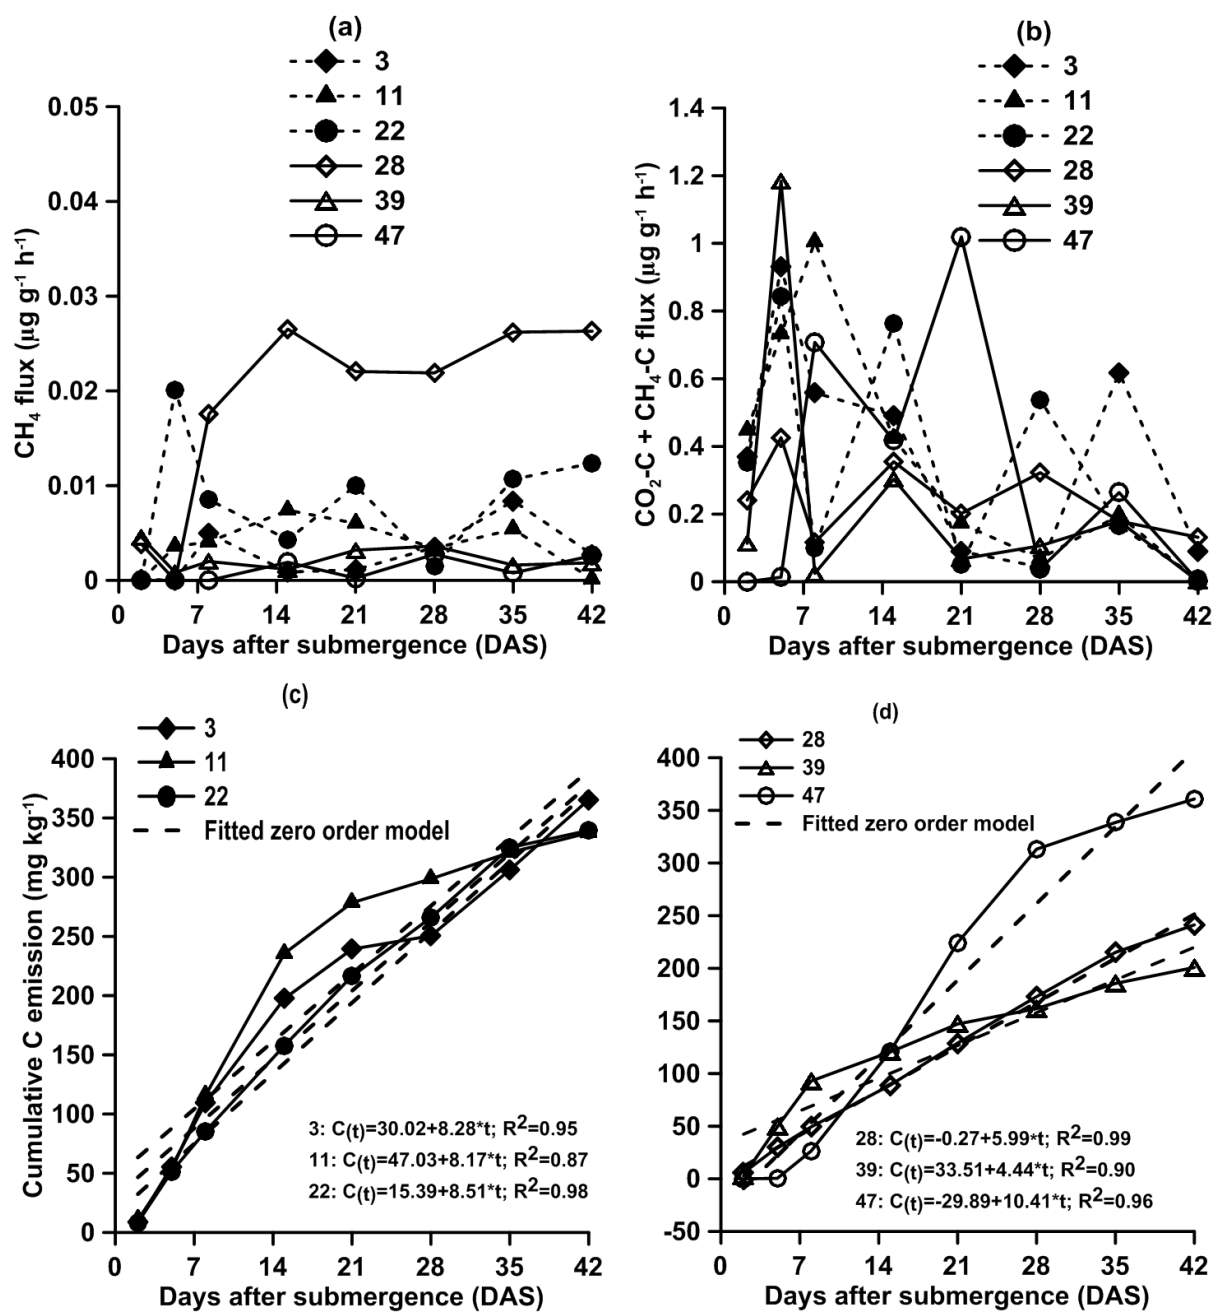 (a)
3
11
22
28
39
47
0.05
0.04
0.03
0.02
0.01
0
CH4 flux (µg g-1 h-1)
0 7 14 21 28 35 42
Days after submergence (DAS)
(b)
3
11
22
28
39
47
1.4
1.2
1
0.8
0.6
0.4
0.2
0
CO2-C + CH4-C flux (µg g-1 h-1)
0 7 14 21 28 35 42
Days after submergence (DAS)
(c)
3
11
22
Fitted zero order model
400
350
300
250
200
150
100
50
0
Cumulative C emission (mg kg-1)
3: C(t)=30.02+8.28*t; R2=0.95
11: C(t)=47.03+8.17*t; R2=0.87
22: C(t)=15.39+8.51*t; R2=0.98
0 7 14 21 28 35 42
Days after submergence (DAS)
(d)
28
39
47
Fitted zero order model
400
350
300
250
200
150
100
50
0
-50
28: C(t)=-0.27+5.99*t; R2=0.99
39: C(t)=33.51+4.44*t; R2=0.90
47: C(t)=-29.89+10.41*t; R2=0.96
0 7 14 21 28 35 42
Days after submergence (DAS)